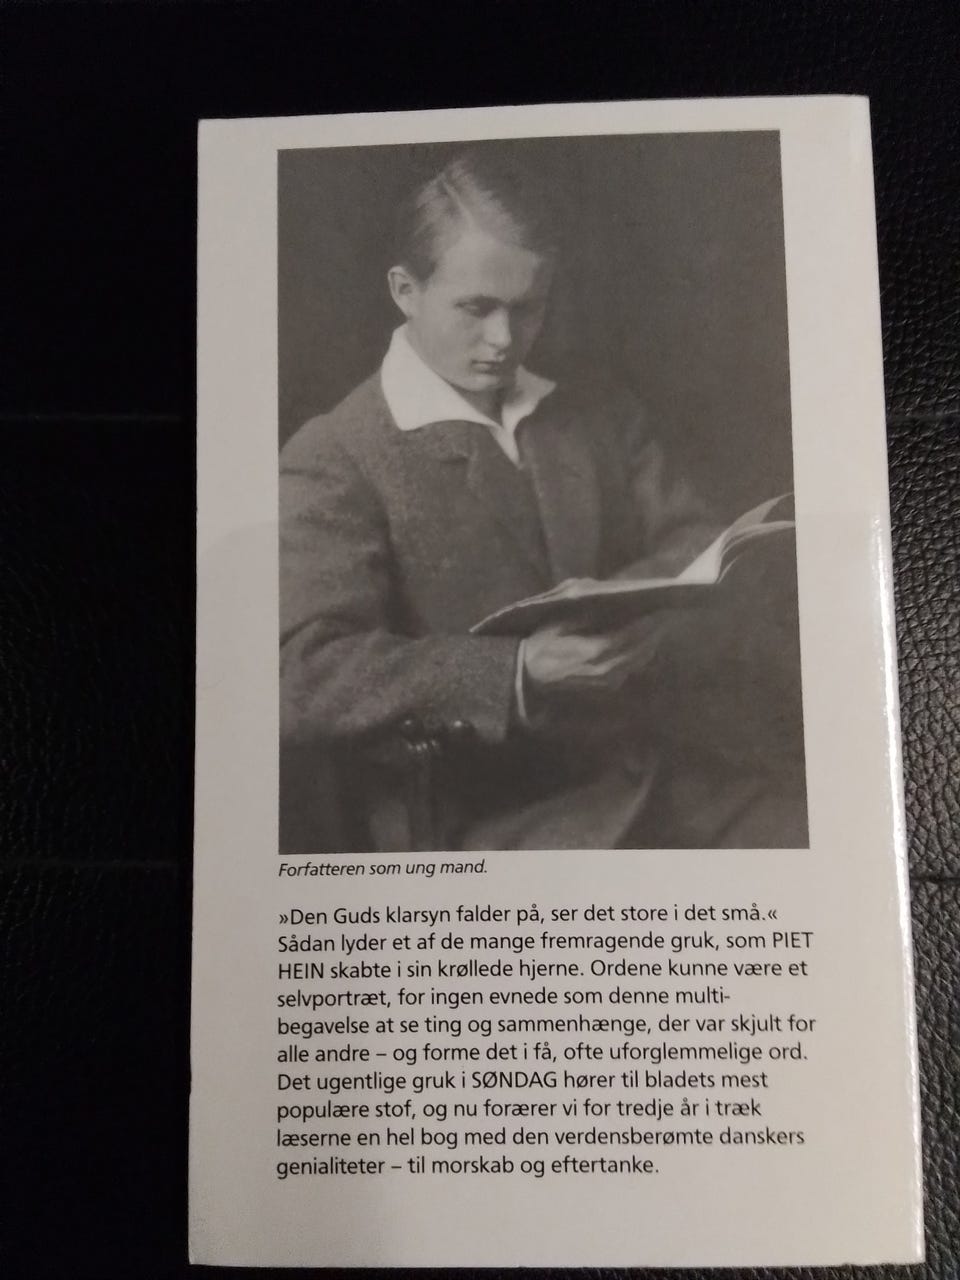 Forfatteren som ung mand.
»Den Guds klarsyn falder på, ser det store i det små.«
Sådan lyder et af de mange fremragende gruk, som PIET
HEIN skabte i sin krøllede hjerne. Ordene kunne være et
selvportræt, for ingen evnede som denne multi-
begavelse at se ting og sammenhænge, der var skjult for
alle andre – og forme det i få, ofte uforglemmelige ord.
Det ugentlige gruk i SØNDAG hører til bladets mest
populære stof, og nu forærer vi for tredje år i træk
læserne en hel bog med den verdensberømte danskers
genialiteter – til morskab og eftertanke.